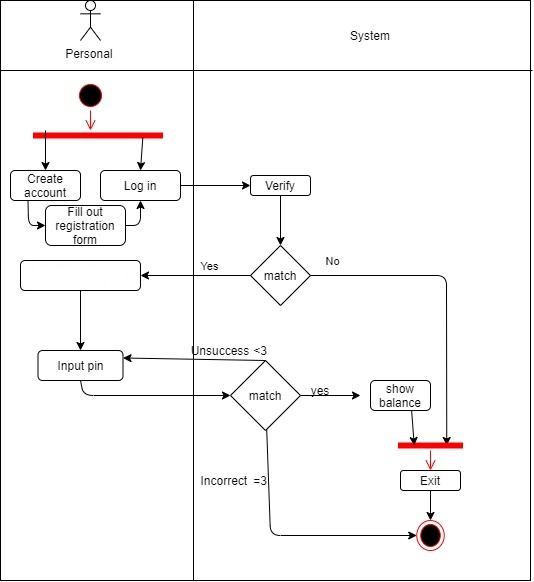 Personal
System
Create
account
Log in
Verify
Fill out
registration
form
Yes
match
No
Unsuccess <3
Input pin
match
yes
show
balance
Incorrect =3
Exit